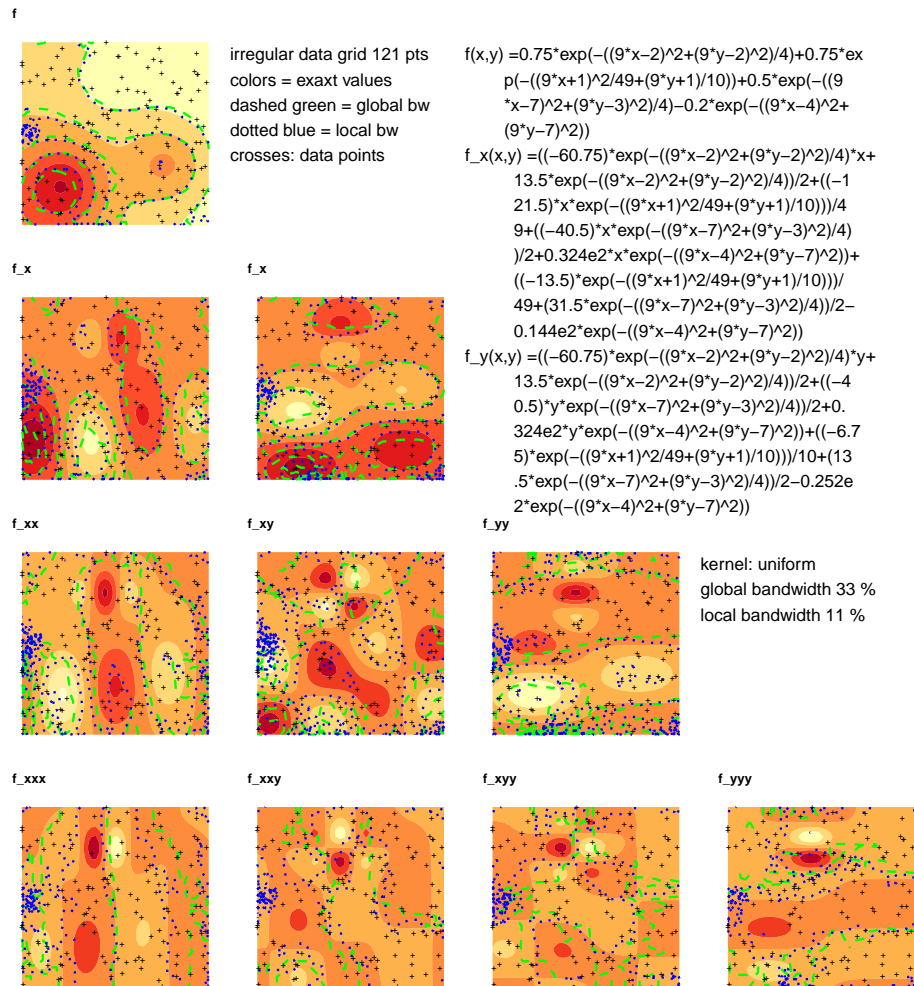 f
irregular data grid 121 pts
colors = exaxt values
dashed green = global bw
dotted blue = local bw
crosses: data points
f(x,y) =0.75*exp(−((9*x−2)^2+(9*y−2)^2)/4)+0.75*ex
p(−((9*x+1)^2/49+(9*y+1)/10))+0.5*exp(−((9
*x−7)^2+(9*y−3)^2)/4)−0.2*exp(−((9*x−4)^2+
(9*y−7)^2))
f_x(x,y) =((−60.75)*exp(−((9*x−2)^2+(9*y−2)^2)/4)*x+
13.5*exp(−((9*x−2)^2+(9*y−2)^2)/4))/2+((−1
21.5)*x*exp(−((9*x+1)^2/49+(9*y+1)/10)))/4
9+((−40.5)*x*exp(−((9*x−7)^2+(9*y−3)^2)/4)
)/2+0.324e2*x*exp(−((9*x−4)^2+(9*y−7)^2))+
((−13.5)*exp(−((9*x+1)^2/49+(9*y+1)/10)))/
49+(31.5*exp(−((9*x−7)^2+(9*y−3)^2)/4))/2−
0.144e2*exp(−((9*x−4)^2+(9*y−7)^2))
f_y(x,y) =((−60.75)*exp(−((9*x−2)^2+(9*y−2)^2)/4)*y+
13.5*exp(−((9*x−2)^2+(9*y−2)^2)/4))/2+((−4
0.5)*y*exp(−((9*x−7)^2+(9*y−3)^2)/4))/2+0.
324e2*y*exp(−((9*x−4)^2+(9*y−7)^2))+((−6.7
5)*exp(−((9*x+1)^2/49+(9*y+1)/10)))/10+(13
.5*exp(−((9*x−7)^2+(9*y−3)^2)/4))/2−0.252e
2*exp(−((9*x−4)^2+(9*y−7)^2))
f_x
f_x
f_xx
f_xy
f_yy
kernel: uniform
global bandwidth 33 %
local bandwidth 11 %
f_xxx
f_xxy
f_xyy
f_yyy